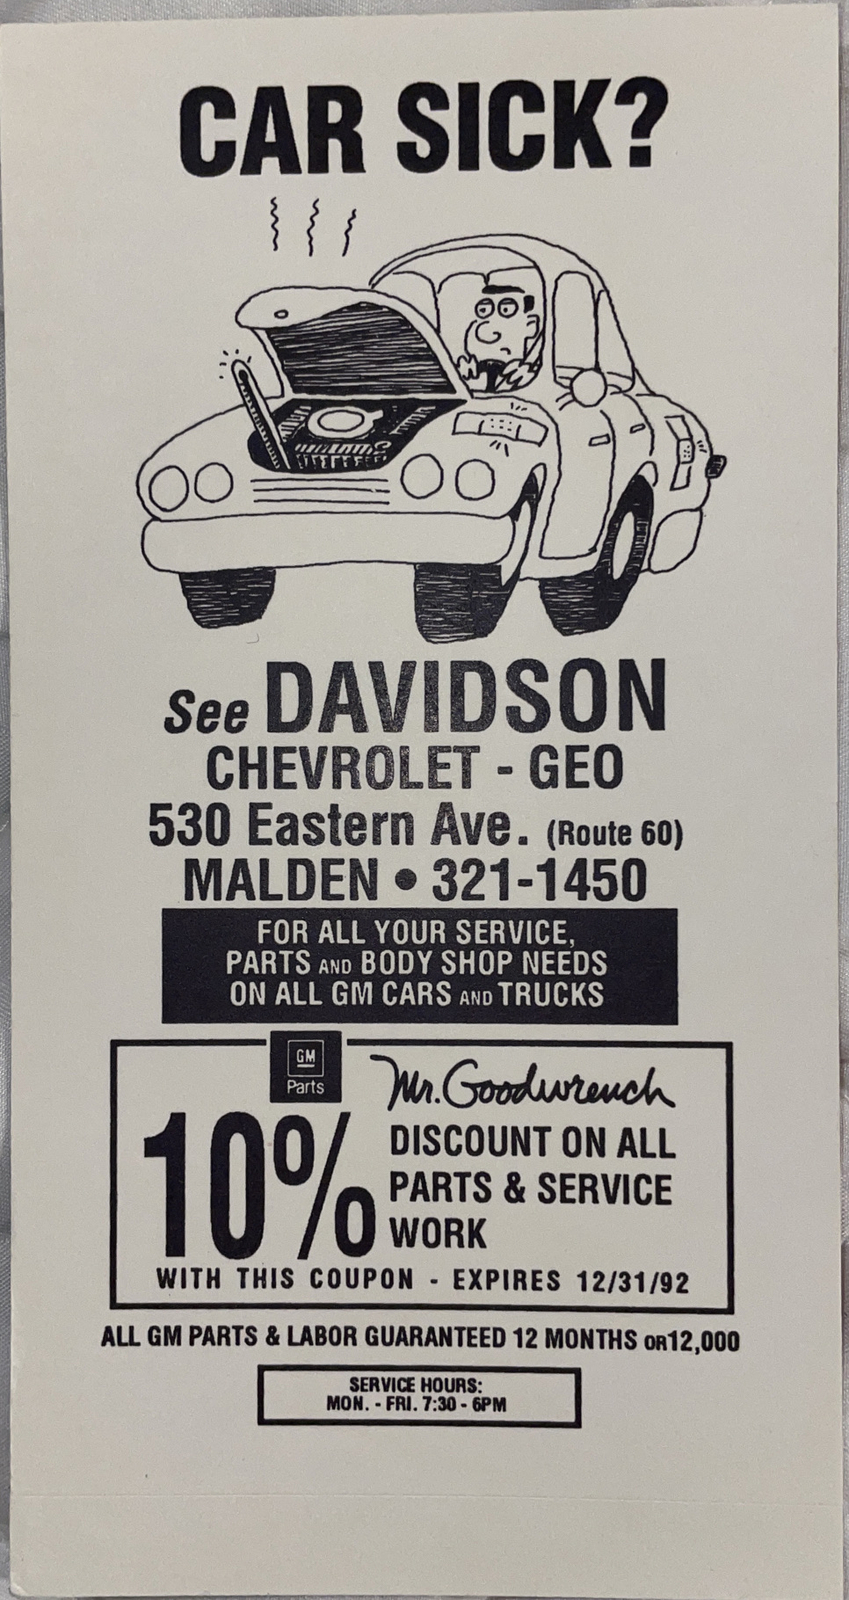 CAR SICK?
See DAVIDSON
CHEVROLET - GEO
530 Eastern Ave. (Route 60)
MALDEN • 321-1450
FOR ALL YOUR SERVICE,
PARTS AND BODY SHOP NEEDS
ON ALL GM CARS AND TRUCKS
GM
Parts
Mr. Goodwrench
10%
DISCOUNT ON ALL
PARTS & SERVICE
WORK
WITH THIS COUPON - EXPIRES 12/31/92
ALL GM PARTS & LABOR GUARANTEED 12 MONTHS OR 12,000
SERVICE HOURS:
MON. - FRI. 7:30 - 6PM